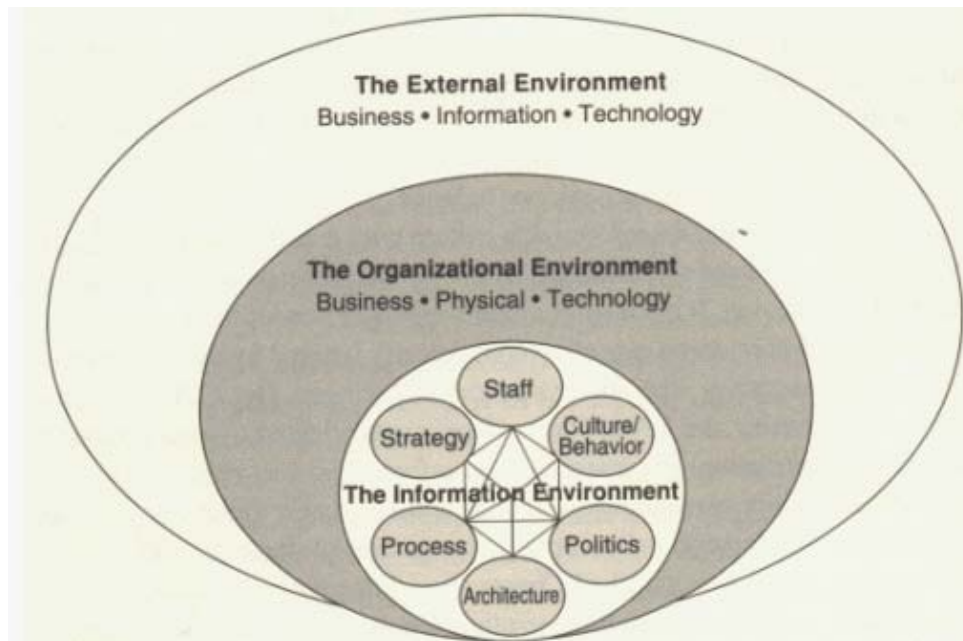 The External Environment
Business • Information • Technology
The Organizational Environment
Business • Physical • Technology
Staff
Strategy
Culture/
Behavior
The Information Environment
Process
Politics
Architecture